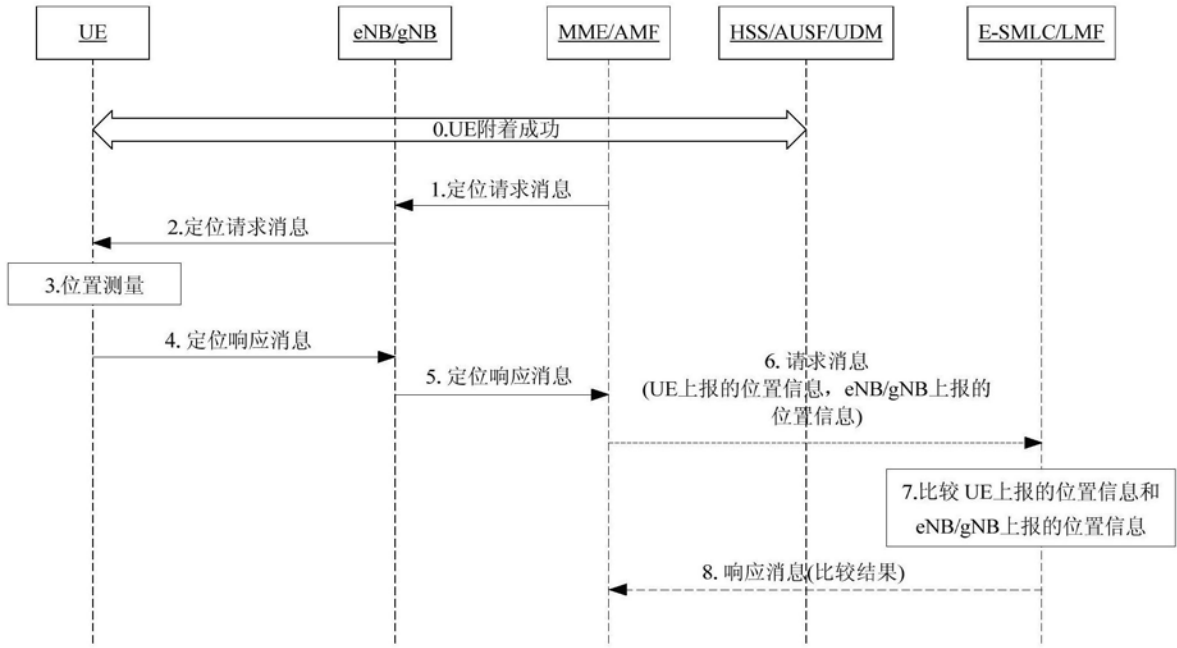 UE
eNB/gNB
MME/AMF
HSS/AUSF/UDM
E-SMLC/LMF
0.UE附着成功
1.定位请求消息
2.定位请求消息
3.位置测量
4. 定位响应消息
5. 定位响应消息
6. 请求消息
(UE上报的位置信息，eNB/gNB上报的
位置信息)
7.比较 UE上报的位置信息和
eNB/gNB上报的位置信息
8. 响应消息(比较结果)